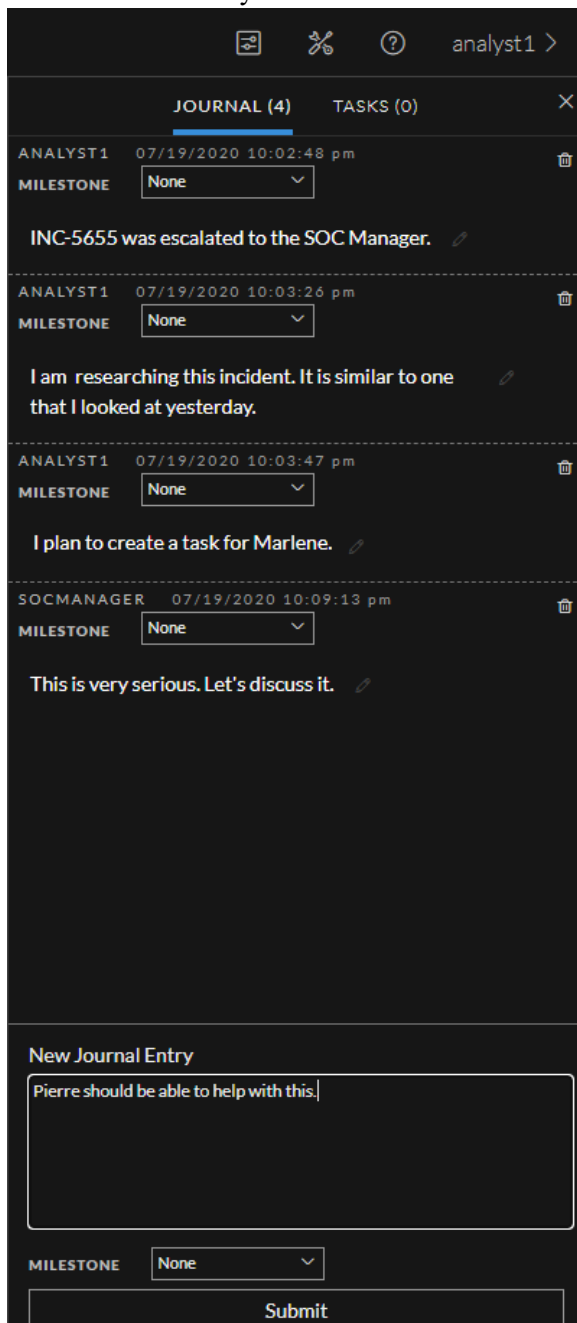 analyst1 >
JOURNAL (4) TASKS (0)
ANALYST1 07/19/2020 10:02:48 pm
MILESTONE None
INC-5655 was escalated to the SOC Manager.
ANALYST1 07/19/2020 10:03:26 pm
MILESTONE None
I am researching this incident. It is similar to one
that I looked at yesterday.
ANALYST1 07/19/2020 10:03:47 pm
MILESTONE None
I plan to create a task for Marlene.
SOCMANAGER 07/19/2020 10:09:13 pm
MILESTONE None
This is very serious. Let's discuss it.
New Journal Entry
Pierre should be able to help with this.
MILESTONE None
Submit